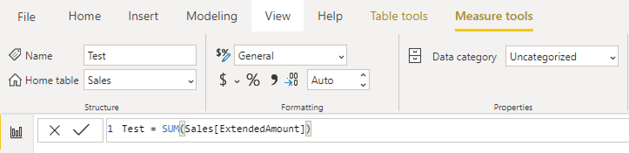 File Home Insert Modeling View Help Table tools Measure tools
Name Test $% General Data category Uncategorized
Home table Sales $ % , .00 Auto
Structure Formatting Properties
1 Test = SUM(Sales[ExtendedAmount])